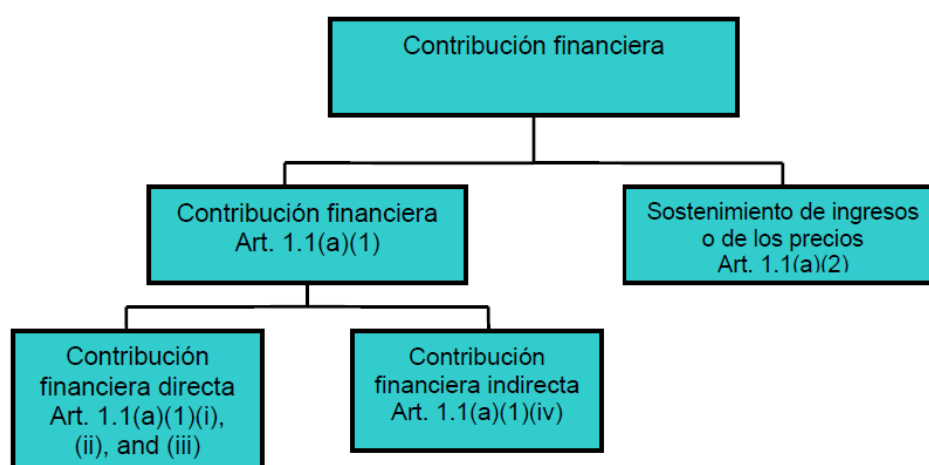 Contribución financiera
Contribución financiera
Art. 1.1(a)(1)
Sostenimiento de ingresos
o de los precios
Art. 1.1(a)(2)
Contribución
financiera directa
Art. 1.1(a)(1)(i),
(ii), and (iii)
Contribución
financiera indirecta
Art. 1.1(a)(1)(iv)